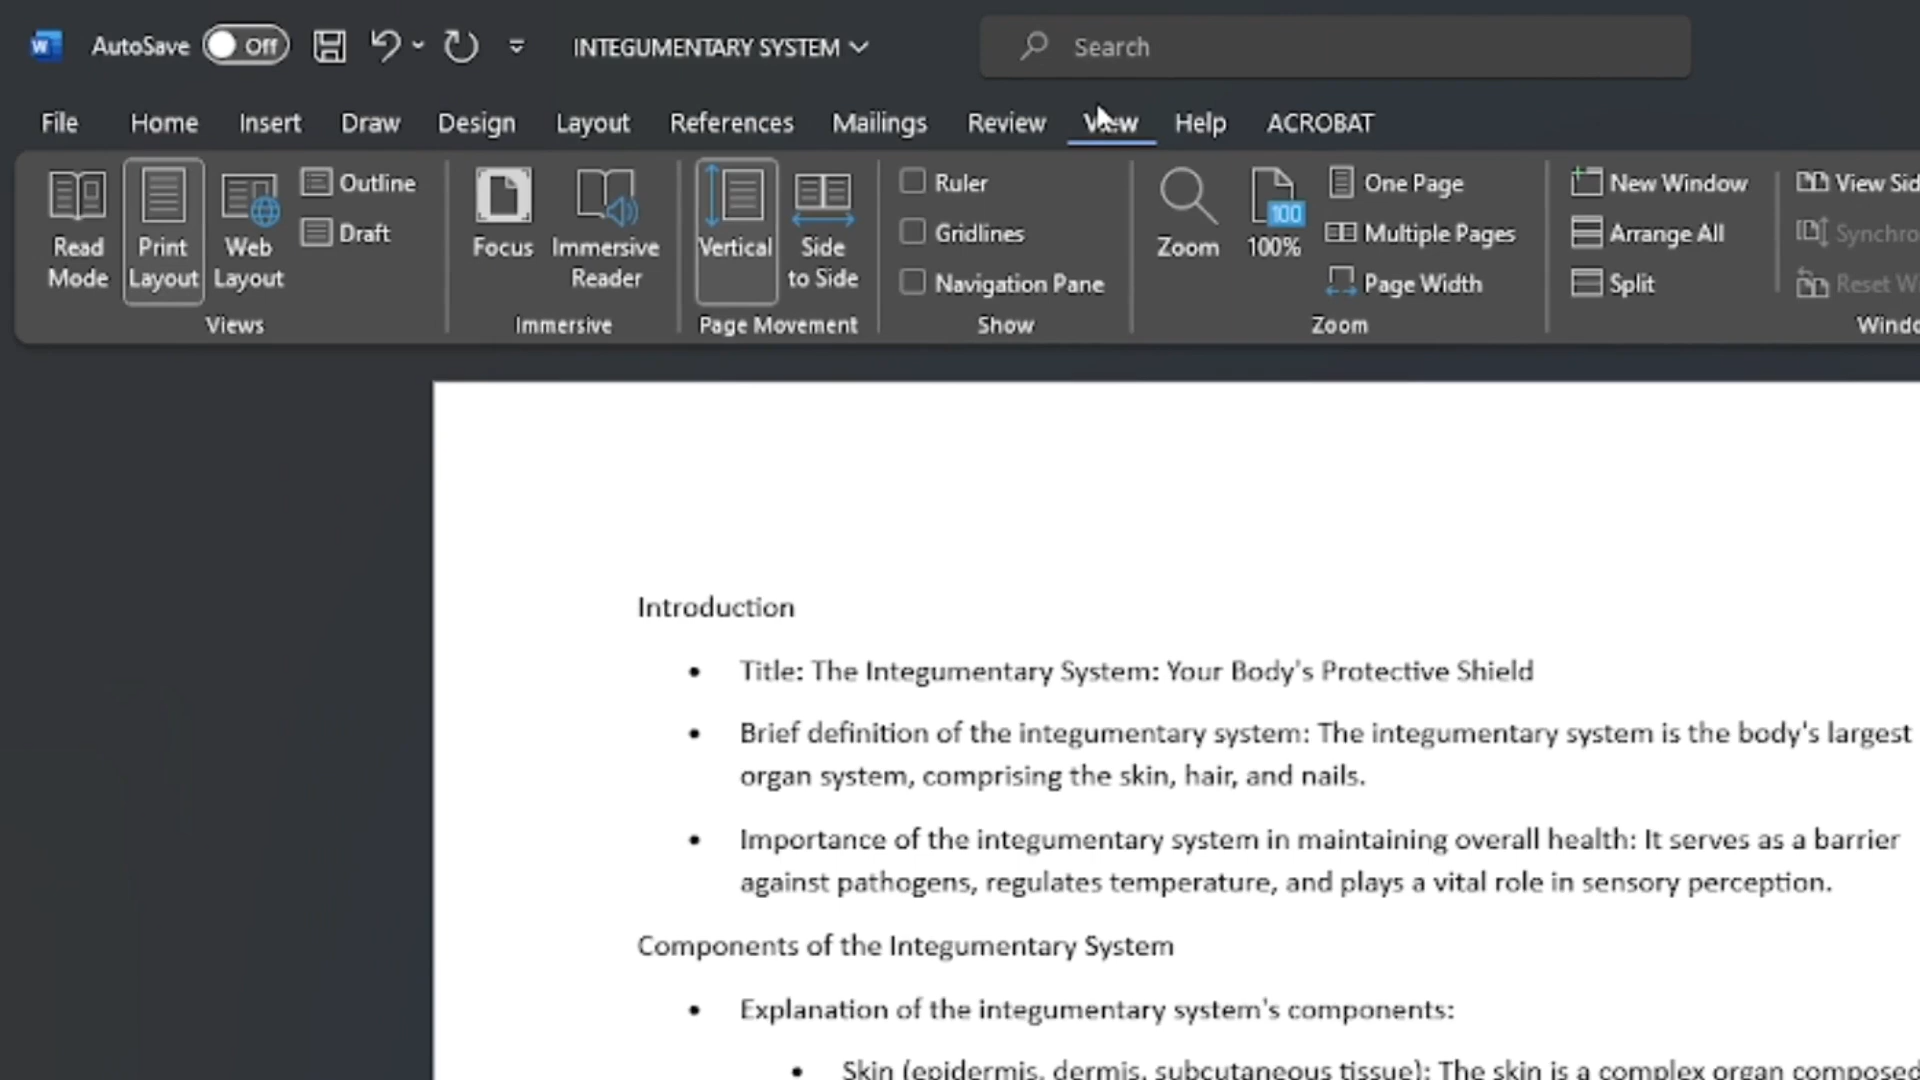 AutoSave Off INTEGUMENTARY SYSTEM Search
File Home Insert Draw Design Layout References Mailings Review View Help ACROBAT
Read Mode
Print Layout
Web Layout
Outline
Draft
Views
Focus
Immersive Reader
Immersive
Vertical
Side to Side
Page Movement
Ruler
Gridlines
Navigation Pane
Show
Zoom
100
100%
One Page
Multiple Pages
Page Width
Zoom
New Window
Arrange All
Split
View Sid
Synchro
Reset W
Windo
Introduction
• Title: The Integumentary System: Your Body's Protective Shield
• Brief definition of the integumentary system: The integumentary system is the body's largest
organ system, comprising the skin, hair, and nails.
• Importance of the integumentary system in maintaining overall health: It serves as a barrier
against pathogens, regulates temperature, and plays a vital role in sensory perception.
Components of the Integumentary System
• Explanation of the integumentary system's components:
• Skin (epidermis, dermis, subcutaneous tissue): The skin is a complex organ composed